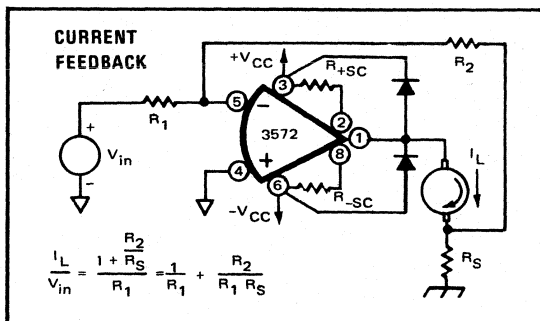 CURRENT
FEEDBACK
+VCC
R+SC
R2
3
R1
5
−
2
3572
1
+
Vin
−
4
+
8
6
R−SC
−VCC
IL
RS
IL/Vin = (1 + R2/RS)/R1 = 1/R1 + R2/(R1 RS)